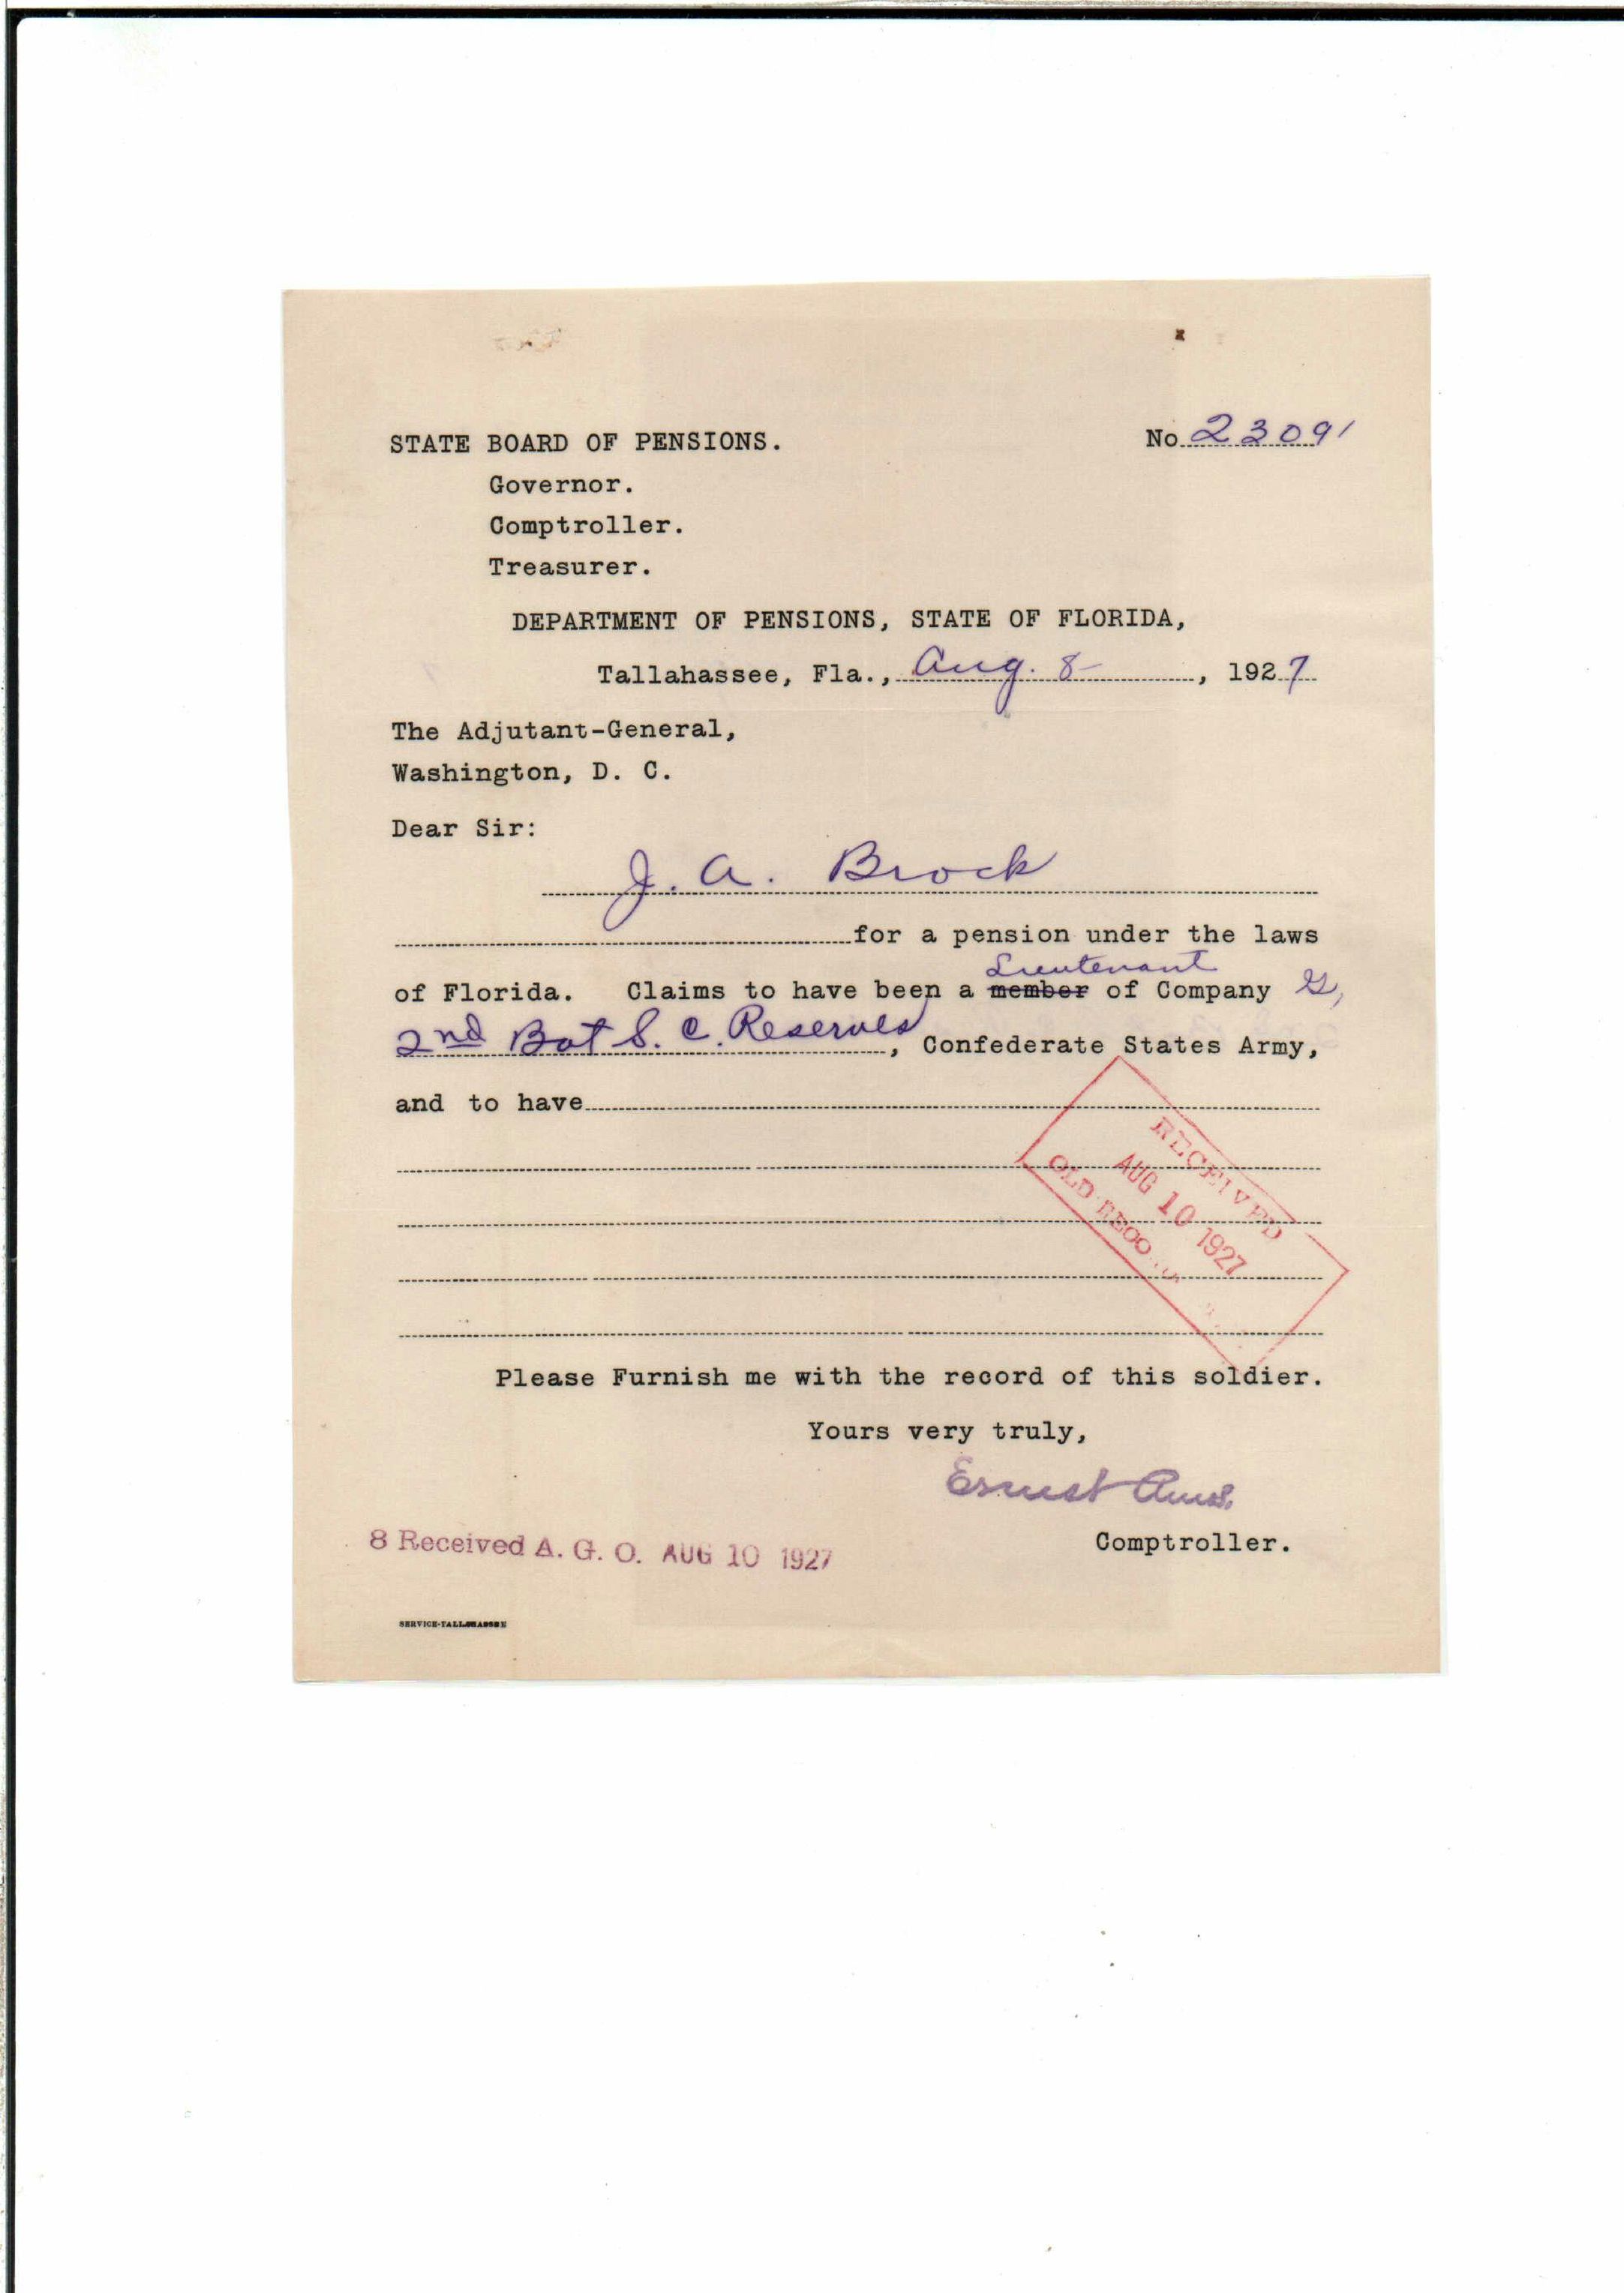 STATE BOARD OF PENSIONS.
No 23091
Governor.
Comptroller.
Treasurer.
DEPARTMENT OF PENSIONS, STATE OF FLORIDA,
Tallahassee, Fla., Aug. 8 , 1927
The Adjutant-General,
Washington, D. C.
Dear Sir:
J. A. Brock
for a pension under the laws
Lieutenant
of Florida. Claims to have been a member of Company G,
2nd Bat S. C. Reserves, Confederate States Army,
and to have
RECEIVED
AUG 10 1927
OLD
Please Furnish me with the record of this soldier.
Yours very truly,
Ernest Amos.
Comptroller.
8 Received A. G. O. AUG 10 1927
SERVICE-TALLAHASSEE